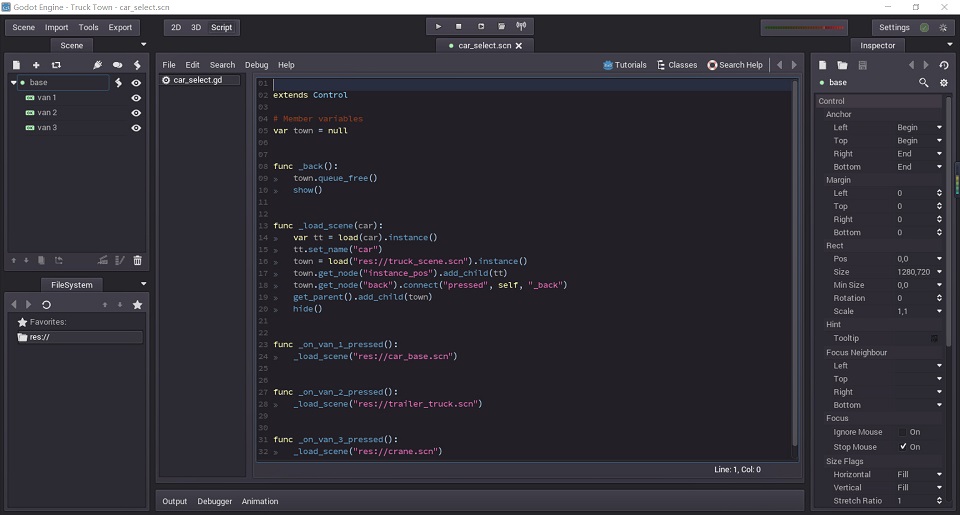 Godot Engine - Truck Town - car_select.scn
Scene Import Tools Export 2D 3D Script Settings
Scene car_select.scn Inspector
File Edit Search Debug Help Tutorials Classes Search Help
base
van 1
van 2
van 3
FileSystem
Favorites:
res://
car_select.gd
01
02 extends Control
03
04 # Member variables
05 var town = null
06
07
08 func _back():
09 » town.queue_free()
10 » show()
11
12
13 func _load_scene(car):
14 » var tt = load(car).instance()
15 » tt.set_name("car")
16 » town = load("res://truck_scene.scn").instance()
17 » town.get_node("instance_pos").add_child(tt)
18 » town.get_node("back").connect("pressed", self, "_back")
19 » get_parent().add_child(town)
20 » hide()
21
22
23 func _on_van_1_pressed():
24 » _load_scene("res://car_base.scn")
25
26
27 func _on_van_2_pressed():
28 » _load_scene("res://trailer_truck.scn")
29
30
31 func _on_van_3_pressed():
32 » _load_scene("res://crane.scn")
Line: 1, Col: 0
Output Debugger Animation
base
Control
Anchor
Left Begin
Top Begin
Right End
Bottom End
Margin
Left 0
Top 0
Right 0
Bottom 0
Rect
Pos 0,0
Size 1280,720
Min Size 0,0
Rotation 0
Scale 1,1
Hint
Tooltip
Focus Neighbour
Left
Top
Right
Bottom
Focus
Ignore Mouse On
Stop Mouse On
Size Flags
Horizontal Fill
Vertical Fill
Stretch Ratio 1